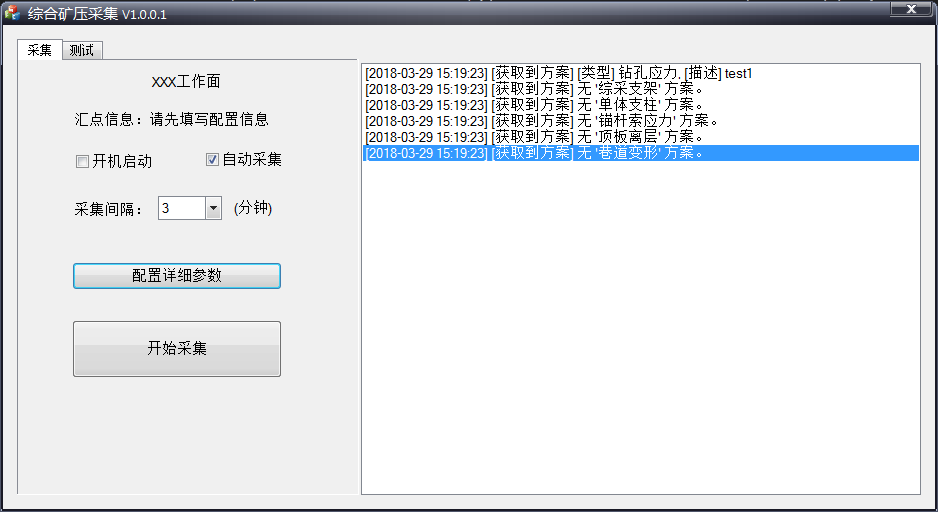 综合矿压采集 V1.0.0.1
采集 测试
XXX工作面
汇点信息：请先填写配置信息
开机启动 自动采集
采集间隔： 3 (分钟)
配置详细参数
开始采集
[2018-03-29 15:19:23] [获取到方案] [类型] 钻孔应力, [描述] test1
[2018-03-29 15:19:23] [获取到方案] 无 '综采支架' 方案。
[2018-03-29 15:19:23] [获取到方案] 无 '单体支柱' 方案。
[2018-03-29 15:19:23] [获取到方案] 无 '锚杆索应力' 方案。
[2018-03-29 15:19:23] [获取到方案] 无 '顶板离层' 方案。
[2018-03-29 15:19:23] [获取到方案] 无 '巷道变形' 方案。